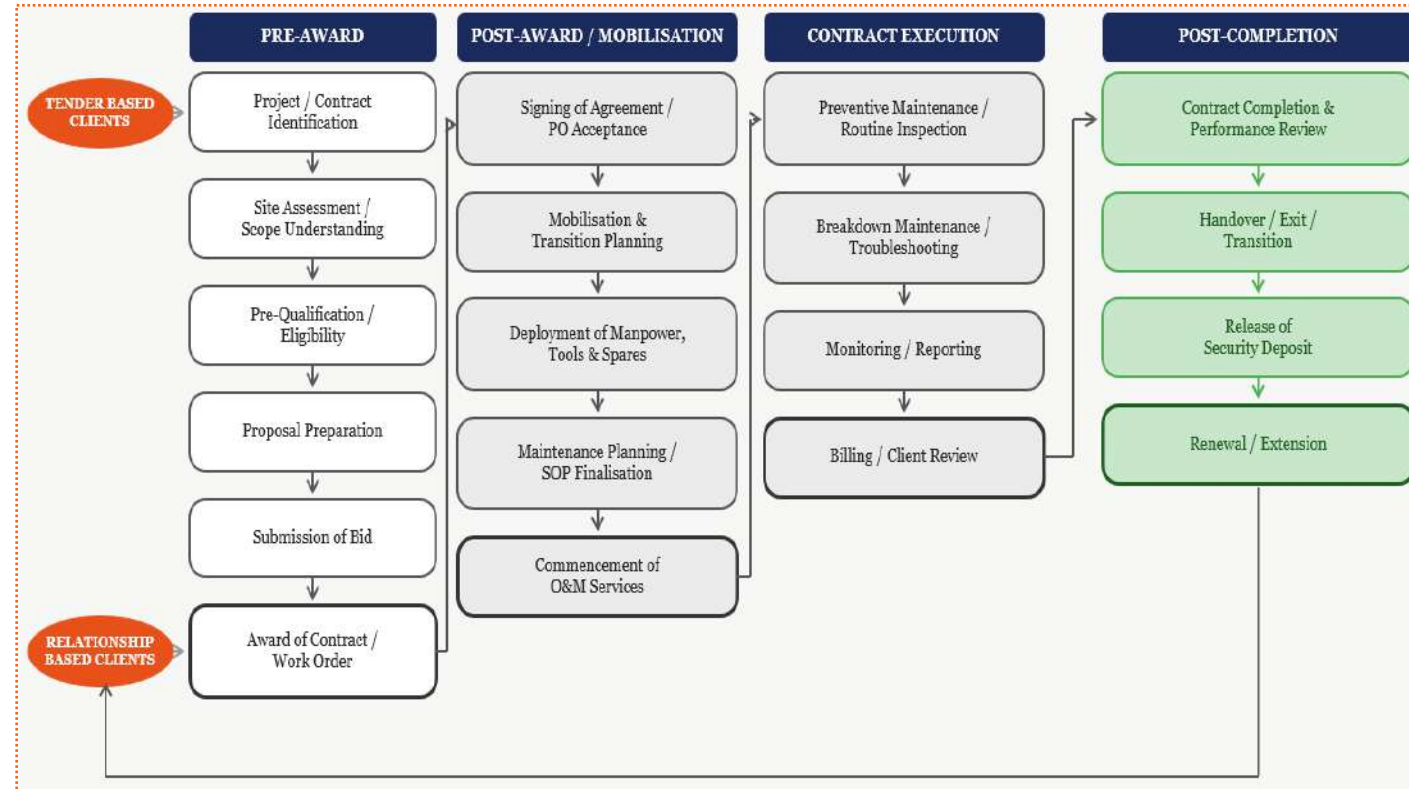 PRE-AWARD
POST-AWARD / MOBILISATION
CONTRACT EXECUTION
POST-COMPLETION
TENDER BASED
CLIENTS
Project / Contract
Identification
Site Assessment /
Scope Understanding
Pre-Qualification /
Eligibility
Proposal Preparation
Submission of Bid
RELATIONSHIP
BASED CLIENTS
Award of Contract /
Work Order
Signing of Agreement /
PO Acceptance
Mobilisation &
Transition Planning
Deployment of Manpower,
Tools & Spares
Maintenance Planning /
SOP Finalisation
Commencement of
O&M Services
Preventive Maintenance /
Routine Inspection
Breakdown Maintenance /
Troubleshooting
Monitoring / Reporting
Billing / Client Review
Contract Completion &
Performance Review
Handover / Exit /
Transition
Release of
Security Deposit
Renewal / Extension